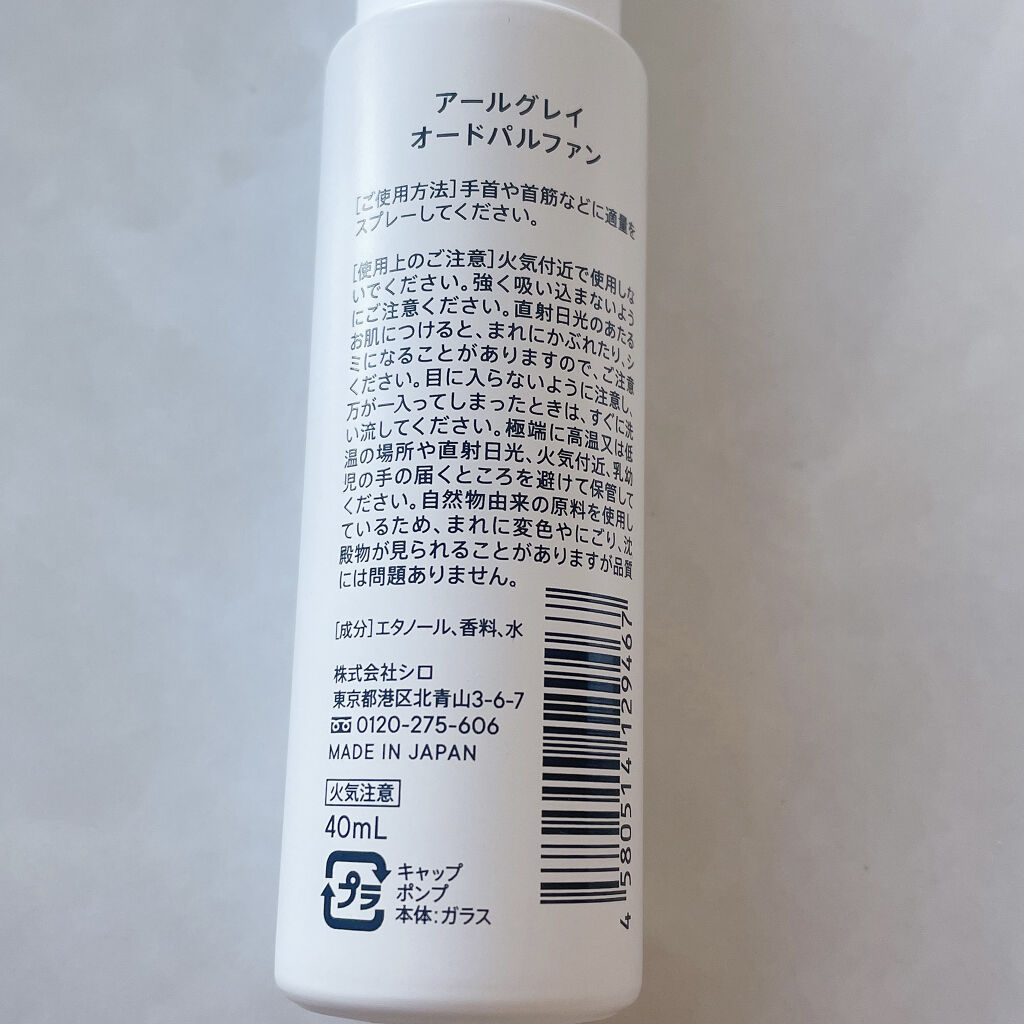 アールグレイ
オードパルファン
[ご使用方法]手首や首筋などに適量を
スプレーしてください。
[使用上のご注意]火気付近で使用しな
いでください。強く吸い込まないよう
にご注意ください。直射日光のあたる
お肌につけると、まれにかぶれたり、シ
ミになることがありますので、ご注意
ください。目に入らないように注意し、
万が一入ってしまったときは、すぐに洗
い流してください。極端に高温又は低
温の場所や直射日光、火気付近、乳幼
児の手の届くところを避けて保管して
ください。自然物由来の原料を使用し
ているため、まれに変色やにごり、沈
殿物が見られることがありますが品質
には問題ありません。
[成分]エタノール、香料、水
株式会社シロ
東京都港区北青山3-6-7
0120-275-606
MADE IN JAPAN
火気注意
40mL
プラ
キャップ
ポンプ
本体:ガラス
4580514129467